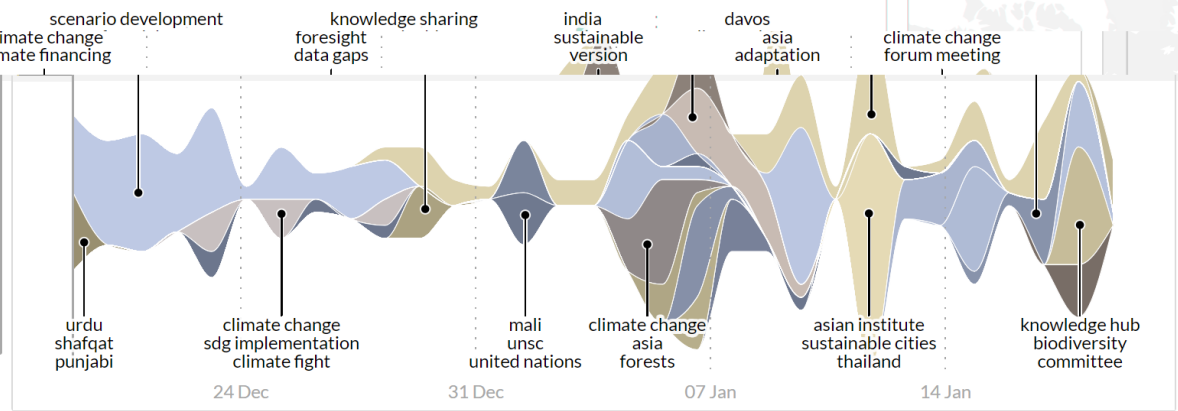 scenario development
knowledge sharing
india
davos
imate change
mate financing
foresight
data gaps
sustainable
version
asia
adaptation
climate change
forum meeting
urdu
shafqat
punjabi
climate change
sdg implementation
climate fight
mali
unsc
united nations
climate change
asia
forests
asian institute
sustainable cities
thailand
knowledge hub
biodiversity
committee
24 Dec
31 Dec
07 Jan
14 Jan